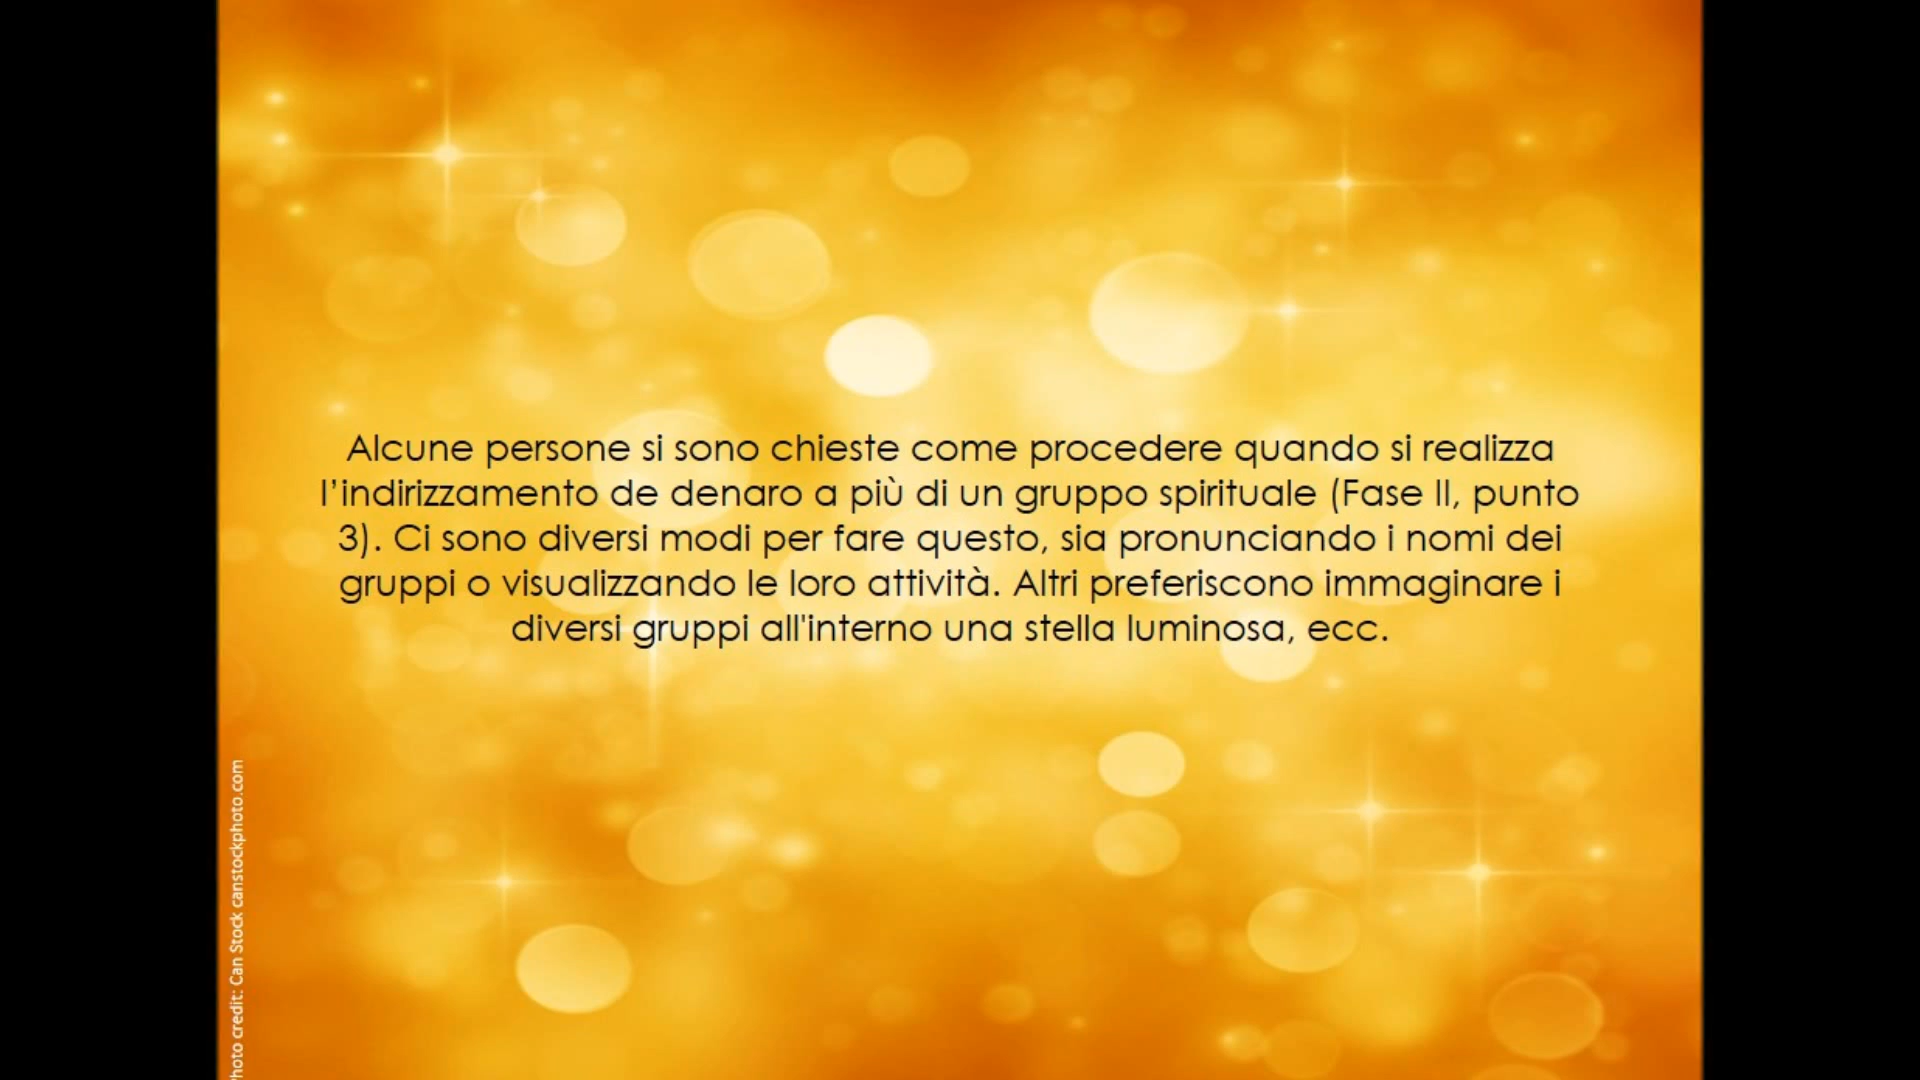 Alcune persone si sono chieste come procedere quando si realizza
l’indirizzamento de denaro a più di un gruppo spirituale (Fase II, punto
3). Ci sono diversi modi per fare questo, sia pronunciando i nomi dei
gruppi o visualizzando le loro attività. Altri preferiscono immaginare i
diversi gruppi all'interno una stella luminosa, ecc.
Photo credit: Can Stock canstockphoto.com